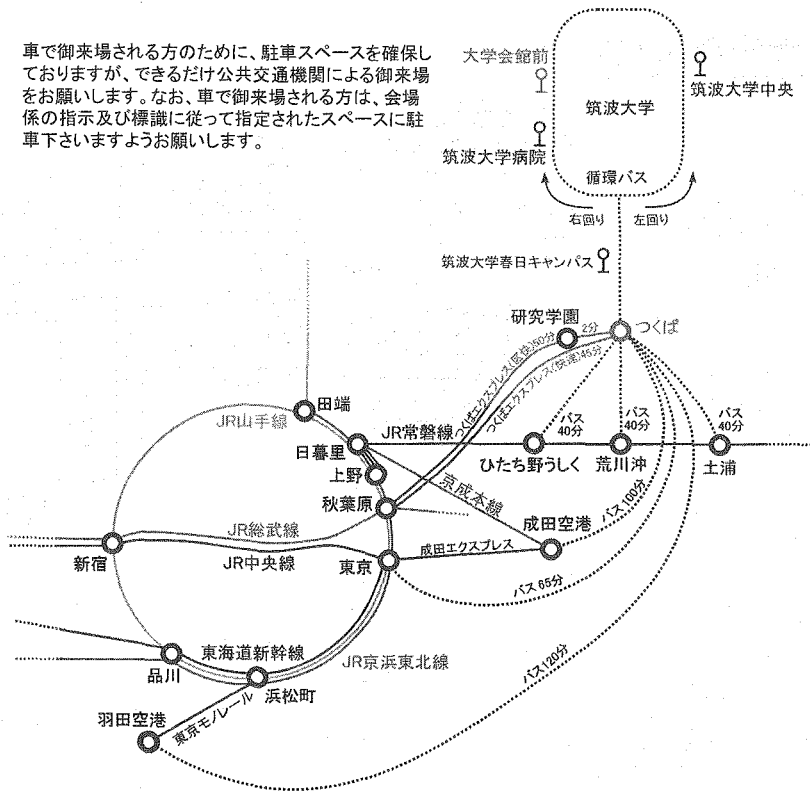 車で御来場される方のために、駐車スペースを確保し
ておりますが、できるだけ公共交通機関による御来場
をお願いします。なお、車で御来場される方は、会場
係の指示及び標識に従って指定されたスペースに駐
車下さいますようお願いします。
大学会館前
筑波大学中央
筑波大学
筑波大学病院
循環バス
右回り
左回り
筑波大学春日キャンパス
研究学園
2分
つくば
つくばエクスプレス(区快)50分
つくばエクスプレス(快速)45分
田端
JR山手線
バス
40分
バス
40分
バス
40分
日暮里
JR常磐線
ひたち野うしく
荒川沖
土浦
上野
京成本線
秋葉原
バス100分
成田空港
JR総武線
新宿
JR中央線
東京
成田エクスプレス
バス65分
東海道新幹線
JR京浜東北線
品川
浜松町
バス120分
羽田空港
東京モノレール